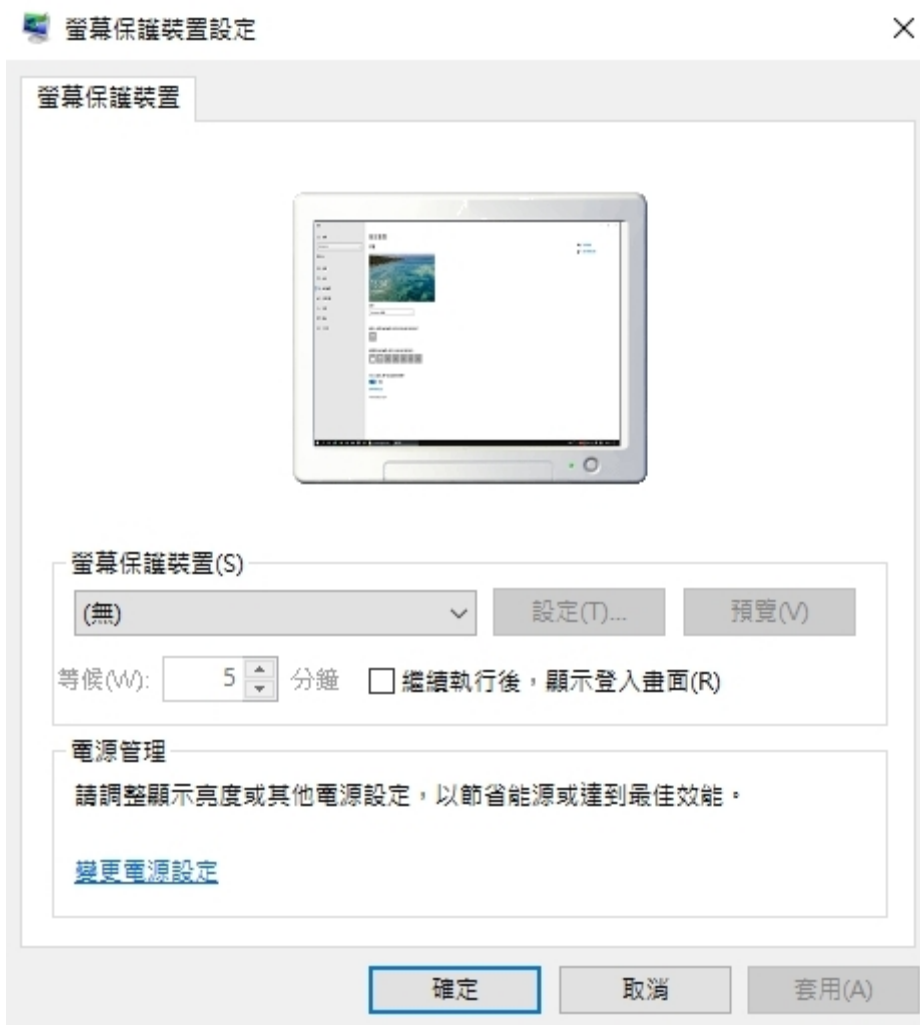 螢幕保護裝置設定
螢幕保護裝置
螢幕保護裝置(S)
(無)
設定(T)...
預覽(V)
等候(W): 5 分鐘 繼續執行後，顯示登入畫面(R)
電源管理
請調整顯示亮度或其他電源設定，以節省能源或達到最佳效能。
變更電源設定
確定
取消
套用(A)